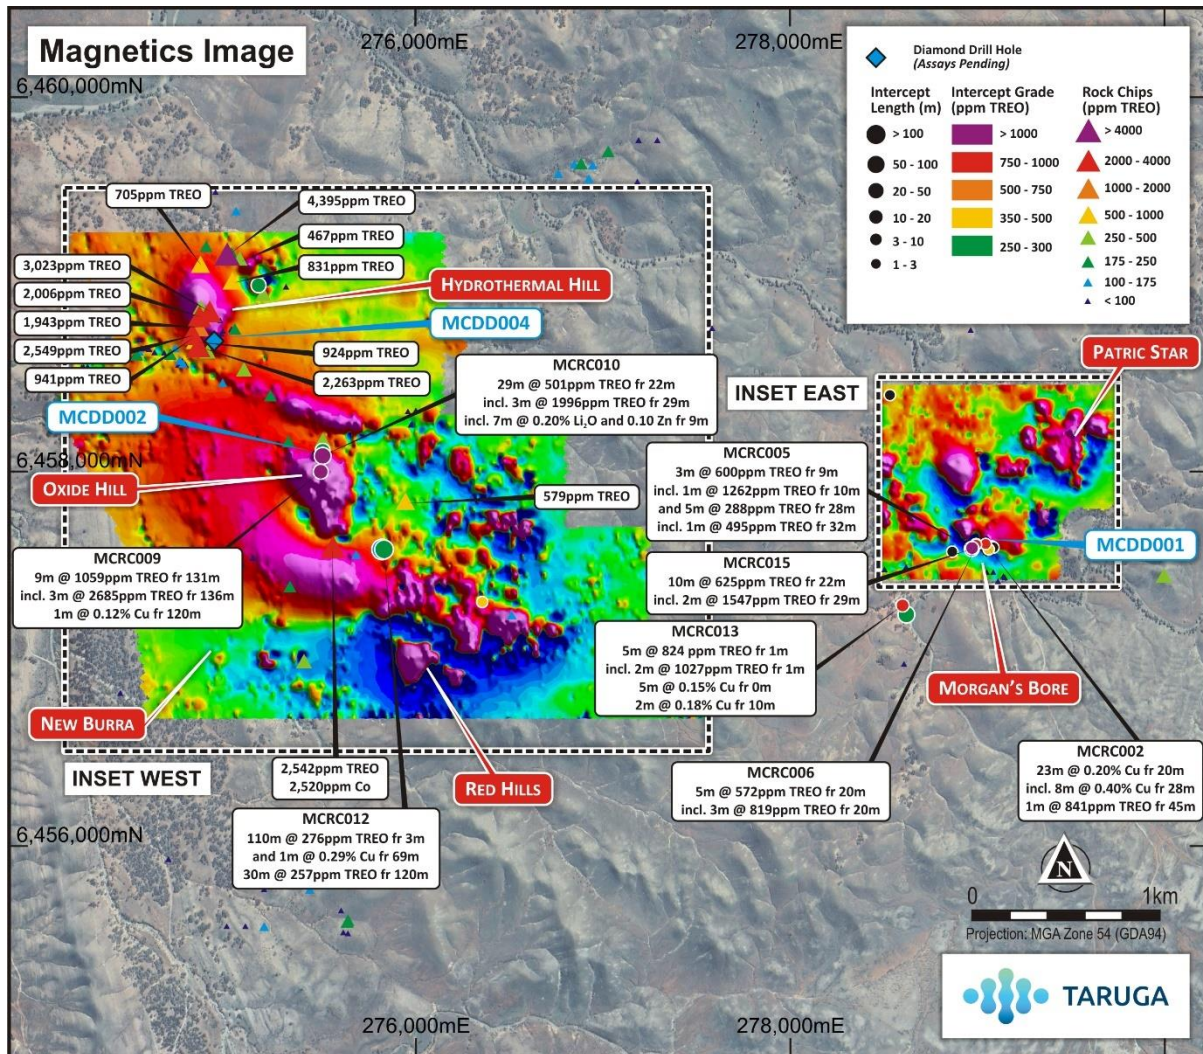 Magnetics Image
276,000mE
278,000mE
6,460,000mN
Diamond Drill Hole
(Assays Pending)
Intercept
Length (m)
> 100
50 - 100
20 - 50
10 - 20
3 - 10
1 - 3
Intercept Grade
(ppm TREO)
> 1000
750 - 1000
500 - 750
350 - 500
250 - 300
Rock Chips
(ppm TREO)
> 4000
2000 - 4000
1000 - 2000
500 - 1000
250 - 500
175 - 250
100 - 175
< 100
705ppm TREO
4,395ppm TREO
467ppm TREO
831ppm TREO
3,023ppm TREO
2,006ppm TREO
1,943ppm TREO
2,549ppm TREO
941ppm TREO
HYDROTHERMAL HILL
MCDD004
924ppm TREO
2,263ppm TREO
MCDD002
MCRC010
29m @ 501ppm TREO fr 22m
incl. 3m @ 1996ppm TREO fr 29m
incl. 7m @ 0.20% Li₂O and 0.10 Zn fr 9m
INSET EAST
PATRIC STAR
6,458,000mN
OXIDE HILL
579ppm TREO
MCRC005
3m @ 600ppm TREO fr 9m
incl. 1m @ 1262ppm TREO fr 10m
and 5m @ 288ppm TREO fr 28m
incl. 1m @ 495ppm TREO fr 32m
MCDD001
MCRC009
9m @ 1059ppm TREO fr 131m
incl. 3m @ 2685ppm TREO fr 136m
1m @ 0.12% Cu fr 120m
MCRC015
10m @ 625ppm TREO fr 22m
incl. 2m @ 1547ppm TREO fr 29m
MCRC013
5m @ 824 ppm TREO fr 1m
incl. 2m @ 1027ppm TREO fr 1m
5m @ 0.15% Cu fr 0m
2m @ 0.18% Cu fr 10m
MORGAN'S BORE
NEW BURRA
INSET WEST
2,542ppm TREO
2,520ppm Co
RED HILLS
MCRC006
5m @ 572ppm TREO fr 20m
incl. 3m @ 819ppm TREO fr 20m
MCRC002
23m @ 0.20% Cu fr 20m
incl. 8m @ 0.40% Cu fr 28m
1m @ 841ppm TREO fr 45m
6,456,000mN
MCRC012
110m @ 276ppm TREO fr 3m
and 1m @ 0.29% Cu fr 69m
30m @ 257ppm TREO fr 120m
N
0
1km
Projection: MGA Zone 54 (GDA94)
TARUGA
276,000mE
278,000mE